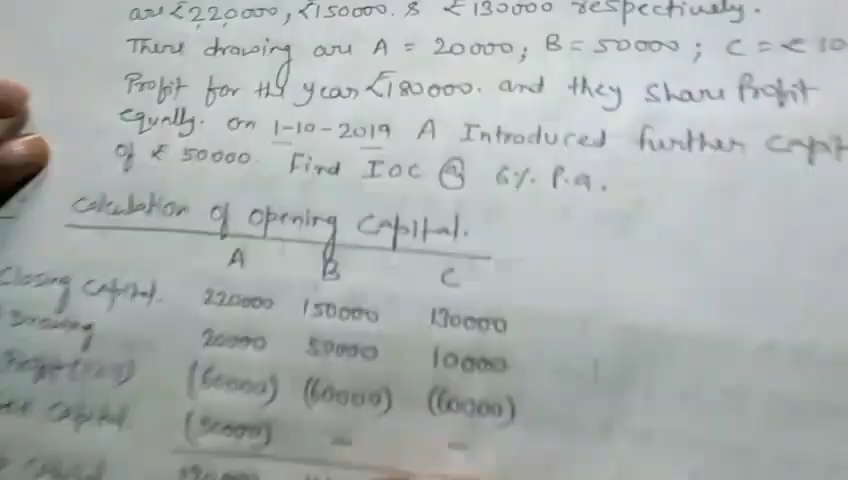 are ₹220000, ₹150000. & ₹130000 respectively.
There drawing are A = 20000; B = 50000; C = ₹ 10
Profit for the year ₹180000. and they share Profit
equally. on 1-10-2019 A Introduced further capit
of ₹ 50000. Find IOC @ 6% P.a.
calculation of opening capital.
A B C
Closing capital. 220000 150000 130000
Drawing 20000 50000 10000
(60000) (60000) (60000)
capital (50000) - -